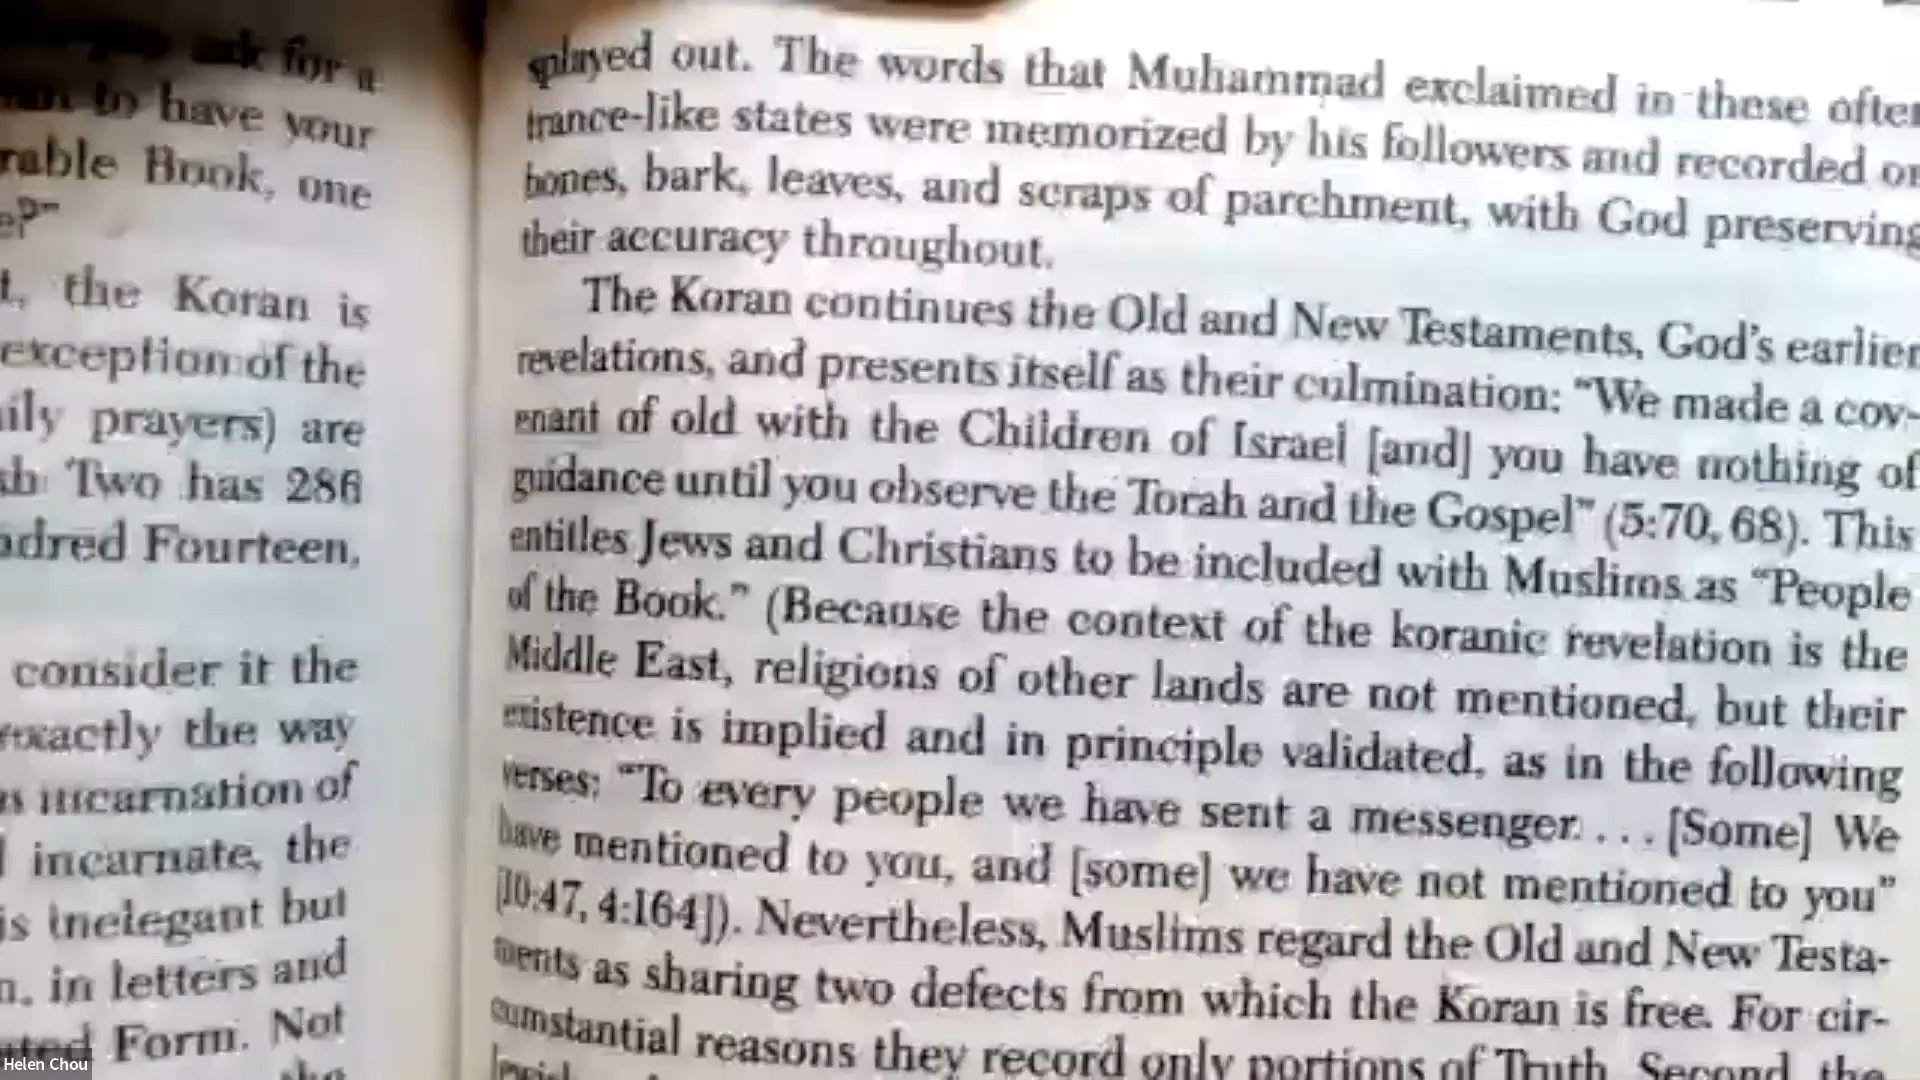 ask for a
to have your
rable Book, one
e?"
t, the Koran is
exception of the
ily prayers) are
ah Two has 286
ndred Fourteen,
consider it the
exactly the way
incarnation of
incarnate, the
is inelegant but
n, in letters and
Form. Not
she
splayed out. The words that Muhammad exclaimed in these often
trance-like states were memorized by his followers and recorded on
bones, bark, leaves, and scraps of parchment, with God preserving
their accuracy throughout.
The Koran continues the Old and New Testaments, God's earlier
revelations, and presents itself as their culmination: "We made a cov-
enant of old with the Children of Israel [and] you have nothing of
guidance until you observe the Torah and the Gospel" (5:70, 68). This
entitles Jews and Christians to be included with Muslims as "People
of the Book." (Because the context of the koranic revelation is the
Middle East, religions of other lands are not mentioned, but their
existence is implied and in principle validated, as in the following
verses: "To every people we have sent a messenger. . . . [Some] We
have mentioned to you, and [some] we have not mentioned to you"
[10:47, 4:164]). Nevertheless, Muslims regard the Old and New Testa-
ments as sharing two defects from which the Koran is free. For cir-
cumstantial reasons they record only portions of Truth. Second, the
Helen Chou